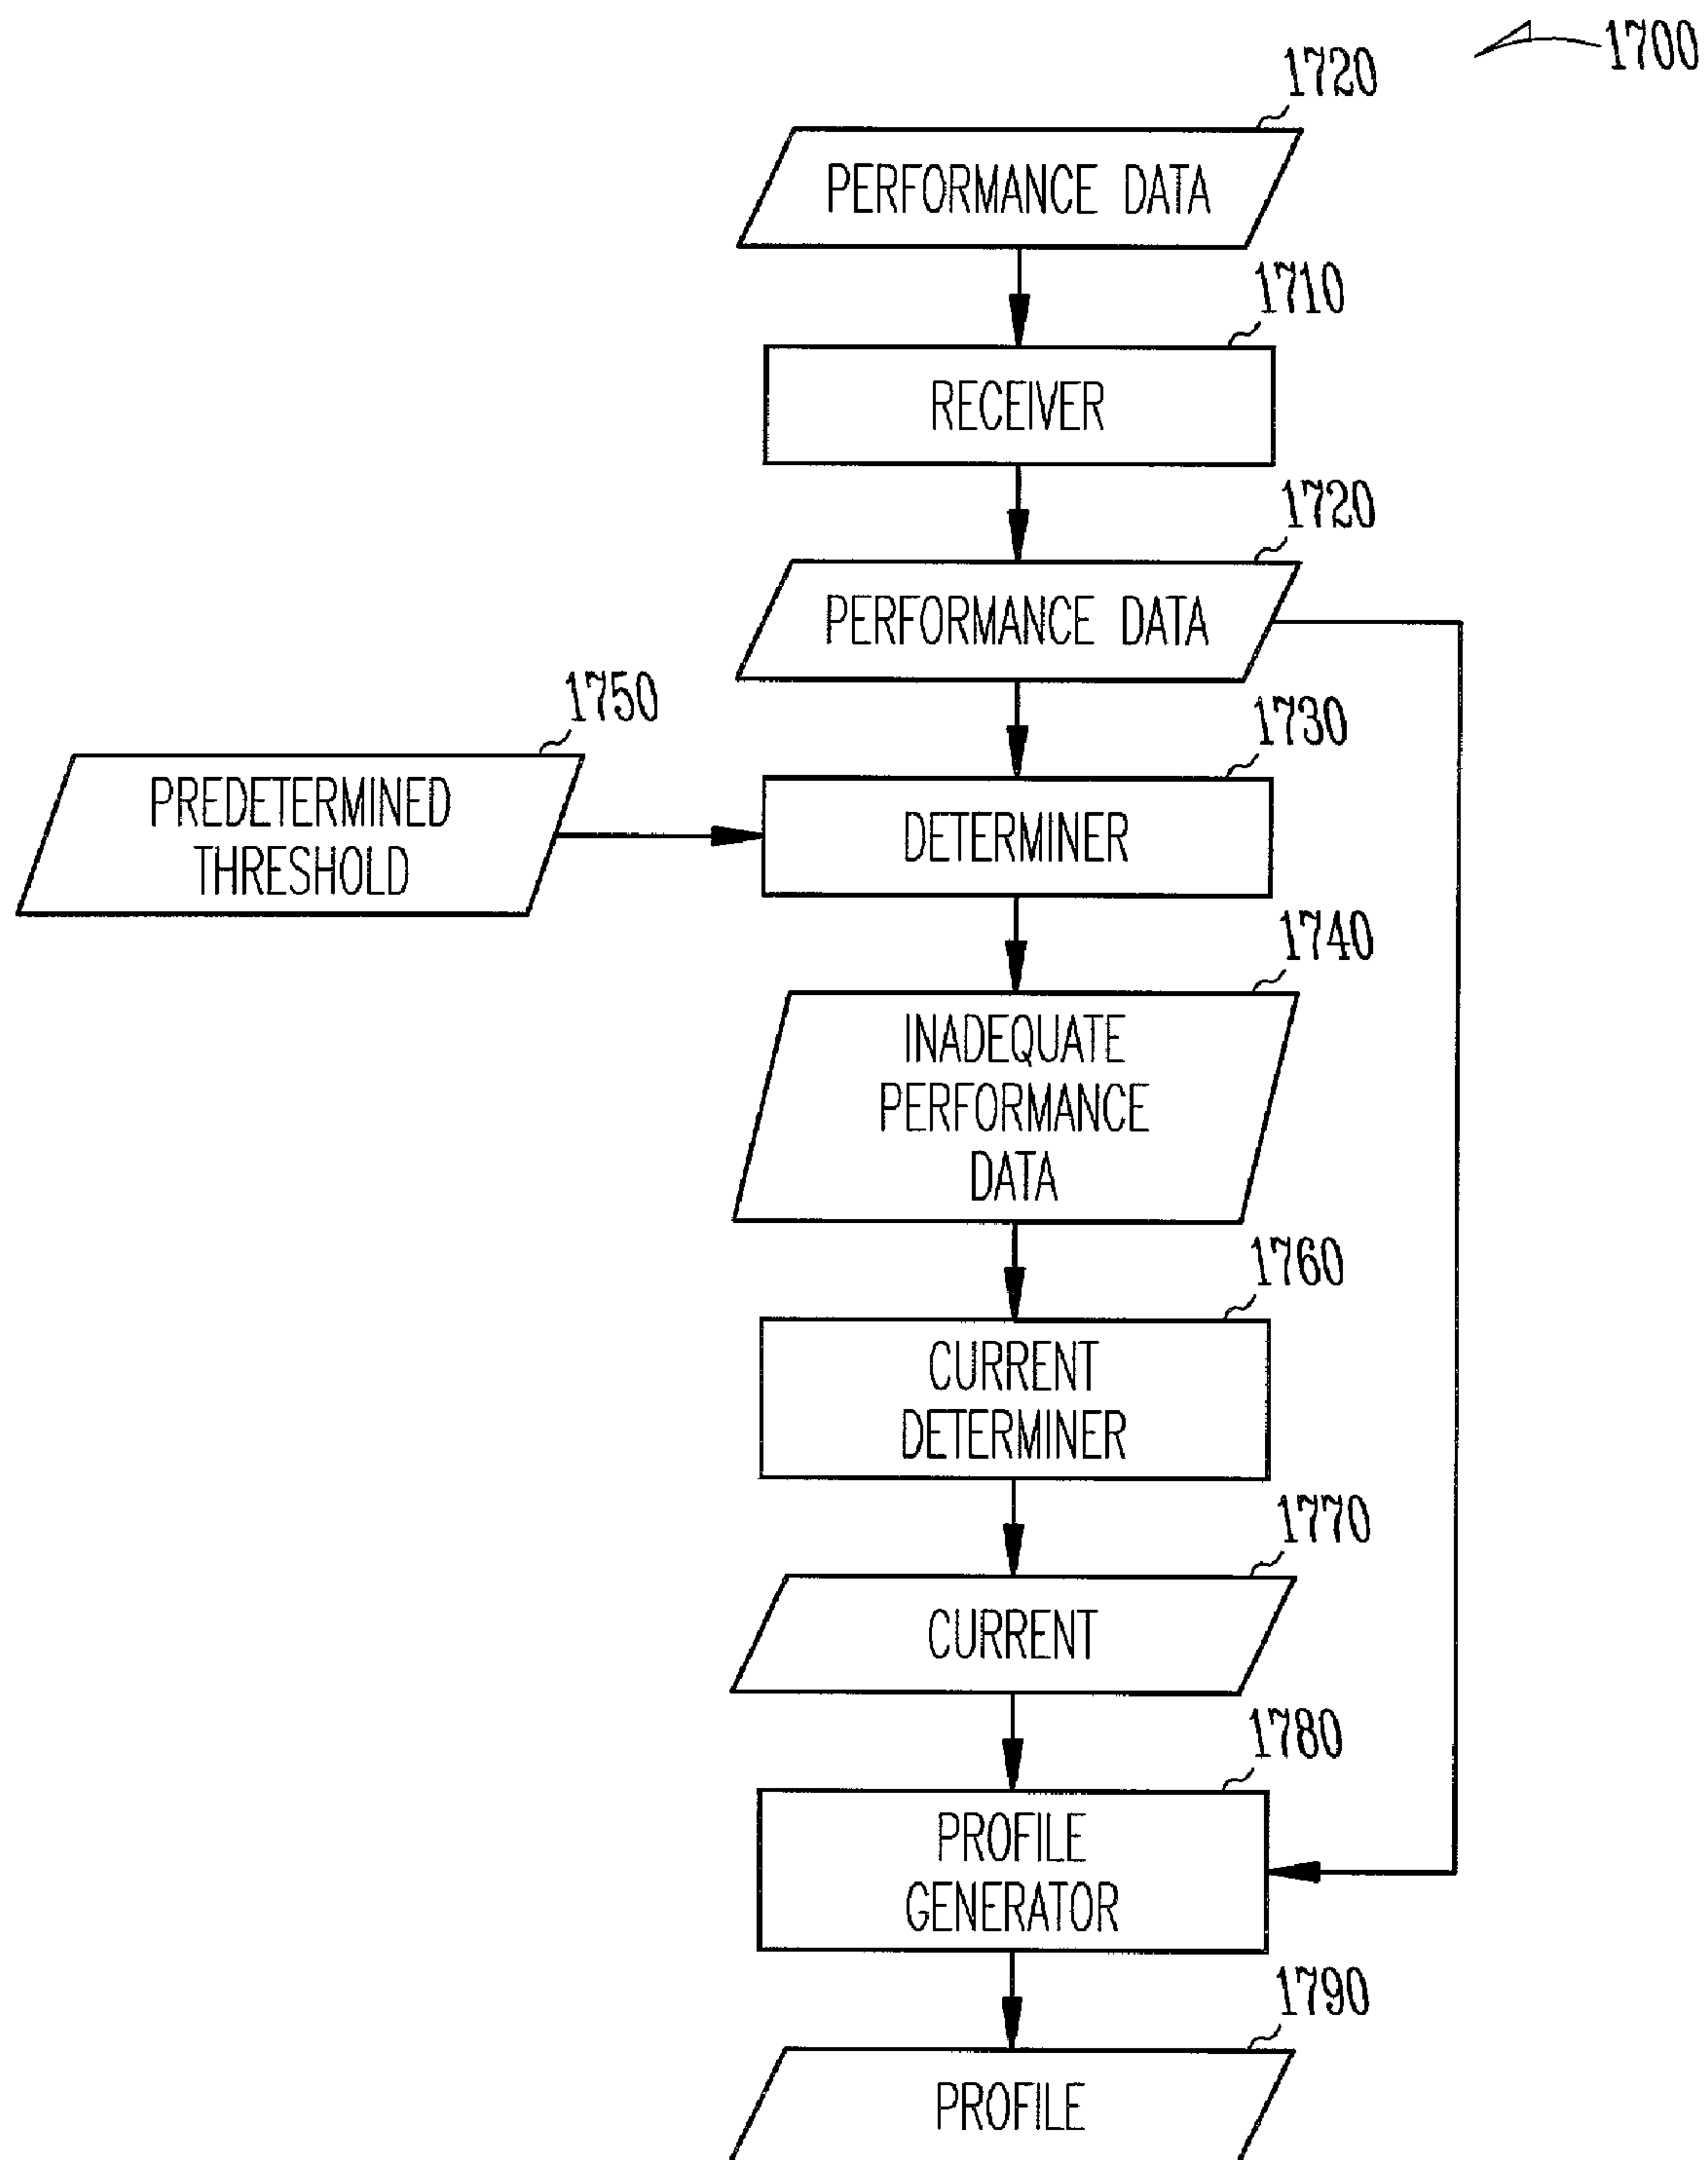 1700
1720
PERFORMANCE DATA
1710
RECEIVER
1720
PERFORMANCE DATA
1750
PREDETERMINED
THRESHOLD
1730
DETERMINER
1740
INADEQUATE
PERFORMANCE
DATA
1760
CURRENT
DETERMINER
1770
CURRENT
1780
PROFILE
GENERATOR
1790
PROFILE